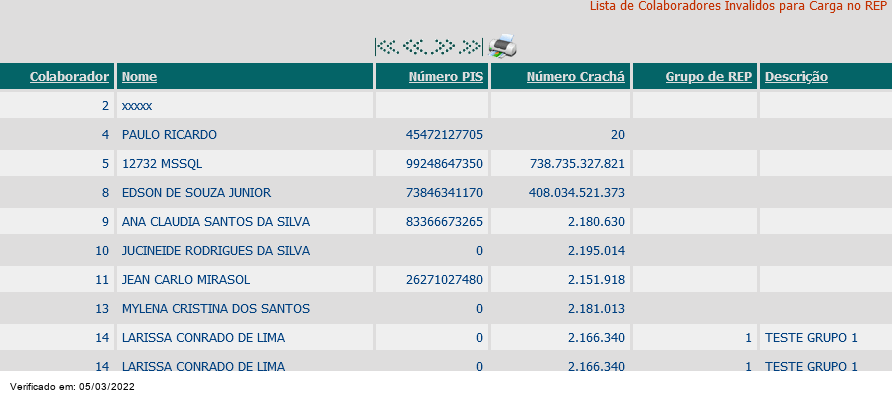 Lista de Colaboradores Invalidos para Carga no REP
Colaborador Nome Número PIS Número Crachá Grupo de REP Descrição
2 xxxxx
4 PAULO RICARDO 45472127705 20
5 12732 MSSQL 99248647350 738.735.327.821
8 EDSON DE SOUZA JUNIOR 73846341170 408.034.521.373
9 ANA CLAUDIA SANTOS DA SILVA 83366673265 2.180.630
10 JUCINEIDE RODRIGUES DA SILVA 0 2.195.014
11 JEAN CARLO MIRASOL 26271027480 2.151.918
13 MYLENA CRISTINA DOS SANTOS 0 2.181.013
14 LARISSA CONRADO DE LIMA 0 2.166.340 1 TESTE GRUPO 1
14 LARISSA CONRADO DE LIMA 0 2.166.340 1 TESTE GRUPO 1
Verificado em: 05/03/2022